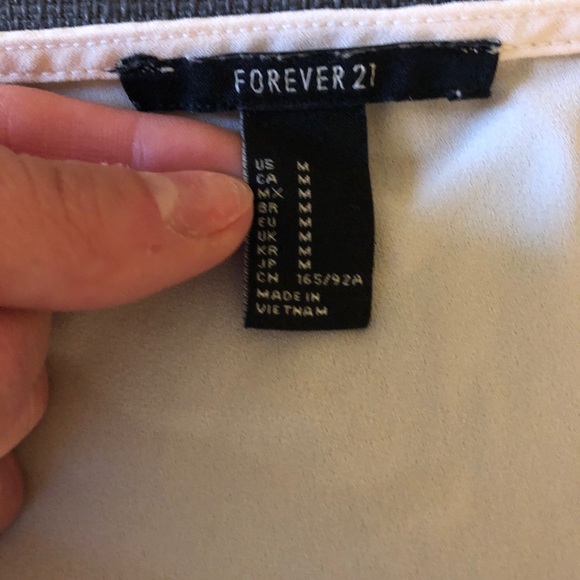 FOREVER 21
US M
CA M
MX M
BR M
EU M
UK M
KR M
JP M
CN 165/92A
MADE IN
VIETNAM